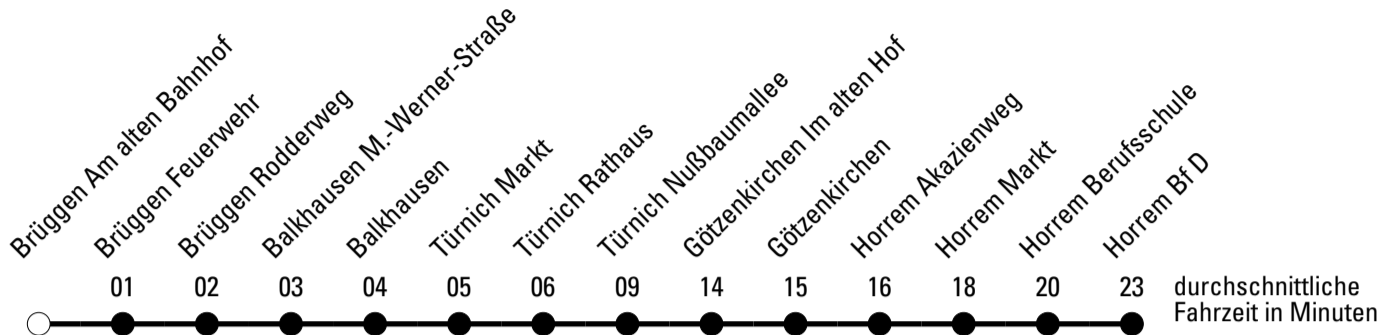 Brüggen Am alten Bahnhof
Brüggen Feuerwehr
Brüggen Rodderweg
Balkhausen M.-Werner-Straße
Balkhausen
Türnich Markt
Türnich Rathaus
Türnich Nußbaumallee
Götzenkirchen Im alten Hof
Götzenkirchen
Horrem Akazienweg
Horrem Markt
Horrem Berufsschule
Horrem Bf D
01 02 03 04 05 06 09 14 15 16 18 20 23
durchschnittliche
Fahrzeit in Minuten